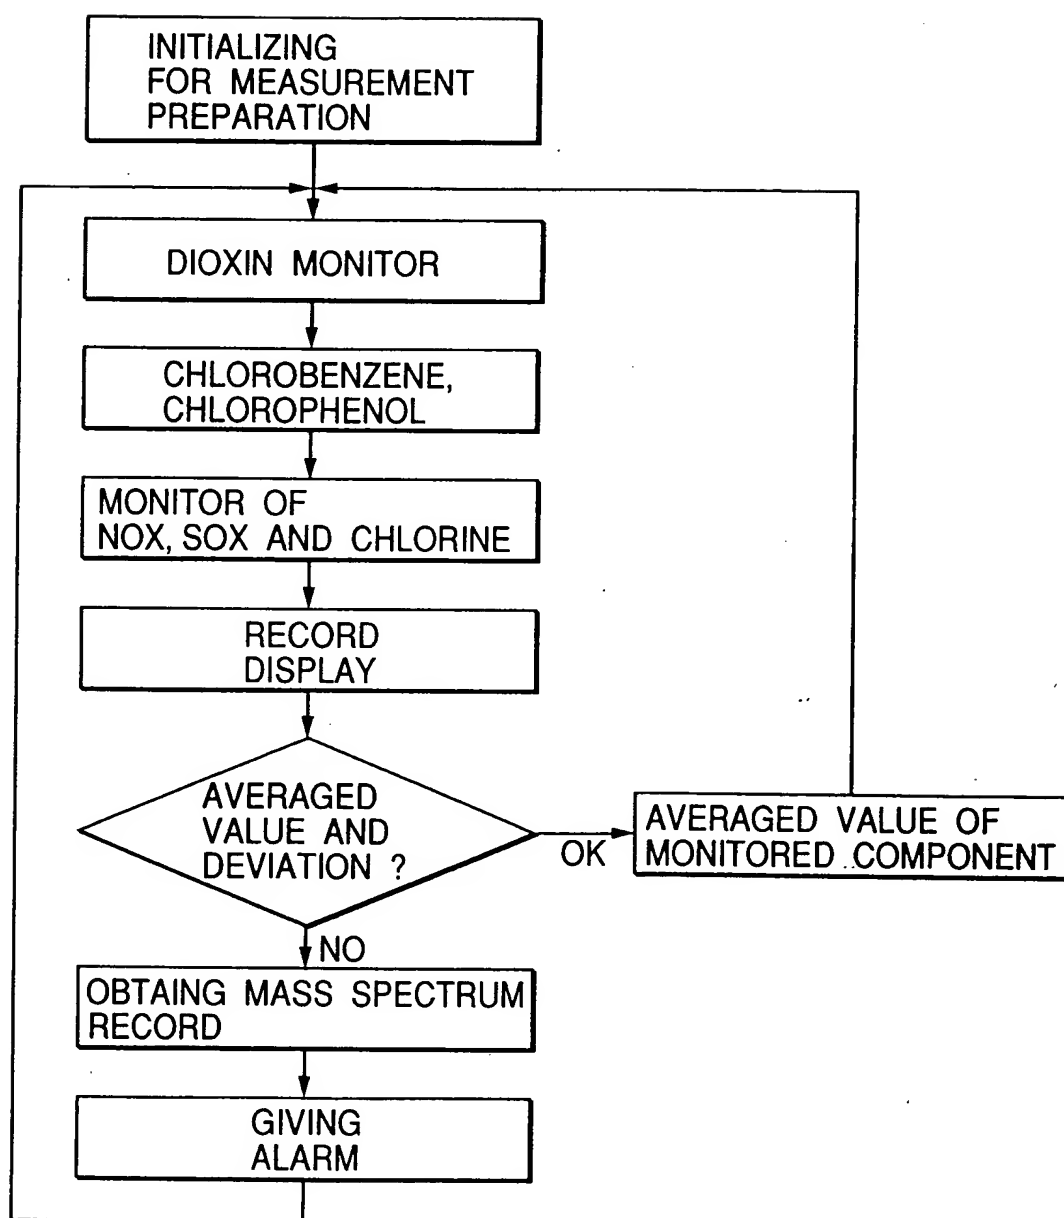 INITIALIZING
FOR MEASUREMENT
PREPARATION
DIOXIN MONITOR
CHLOROBENZENE,
CHLOROPHENOL
MONITOR OF
NOX, SOX AND CHLORINE
RECORD
DISPLAY
AVERAGED
VALUE AND
DEVIATION ?
OK
AVERAGED VALUE OF
MONITORED COMPONENT
NO
OBTAING MASS SPECTRUM
RECORD
GIVING
ALARM